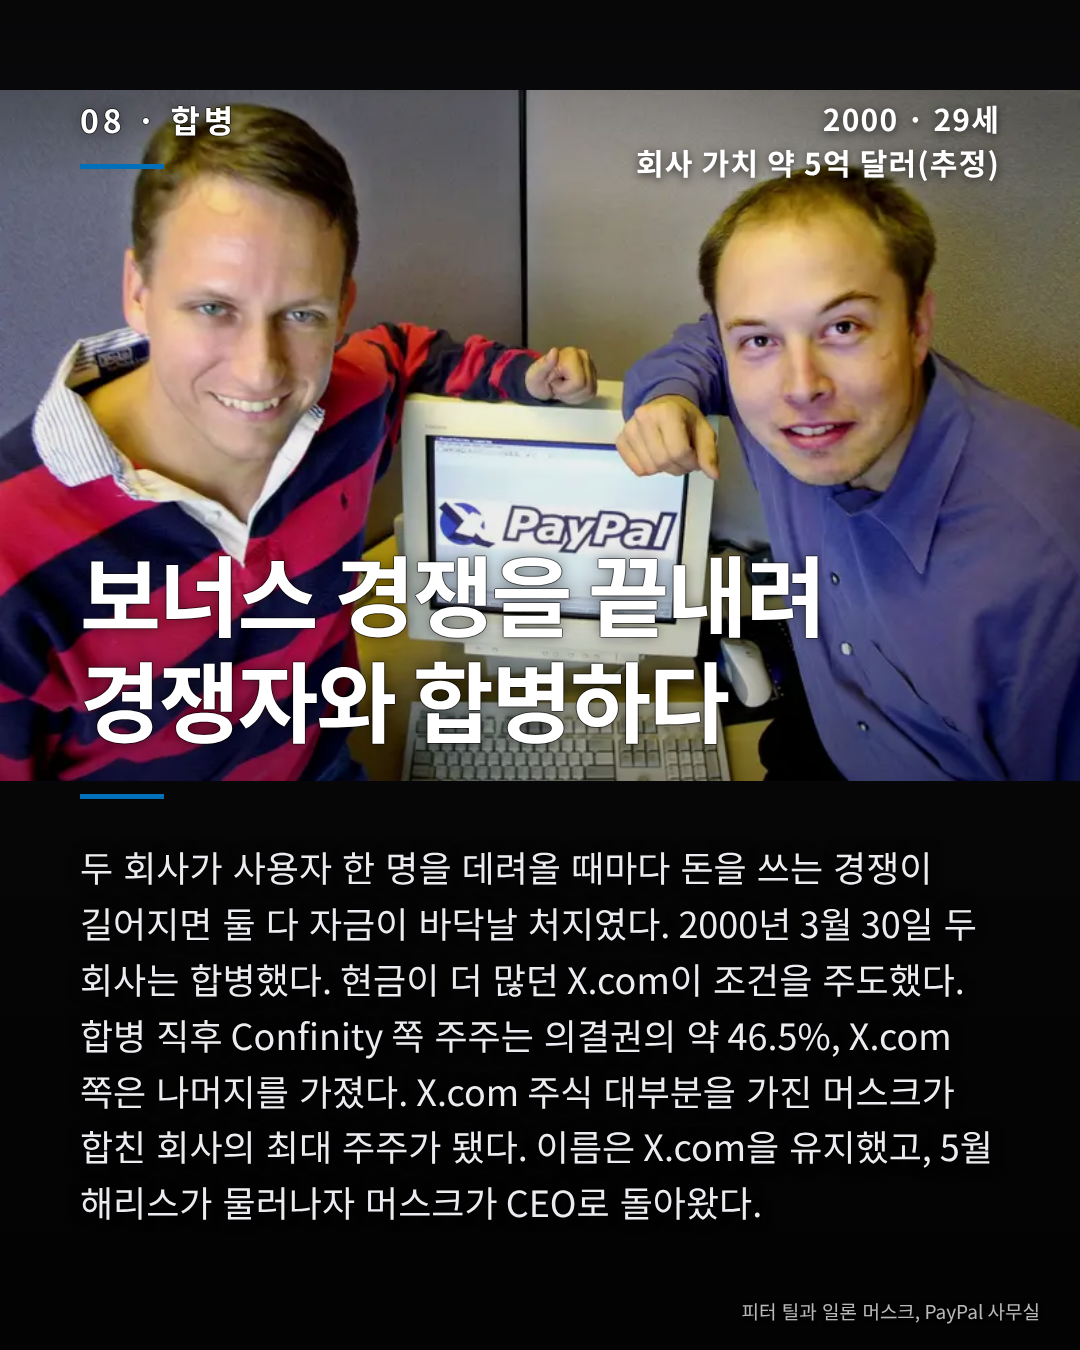 08 · 합병
2000 · 29세
회사 가치 약 5억 달러(추정)
X PayPal
보너스 경쟁을 끝내려
경쟁자와 합병하다
두 회사가 사용자 한 명을 데려올 때마다 돈을 쓰는 경쟁이
길어지면 둘 다 자금이 바닥날 처지였다. 2000년 3월 30일 두
회사는 합병했다. 현금이 더 많던 X.com이 조건을 주도했다.
합병 직후 Confinity 쪽 주주는 의결권의 약 46.5%, X.com
쪽은 나머지를 가졌다. X.com 주식 대부분을 가진 머스크가
합친 회사의 최대 주주가 됐다. 이름은 X.com을 유지했고, 5월
해리스가 물러나자 머스크가 CEO로 돌아왔다.
피터 틸과 일론 머스크, PayPal 사무실